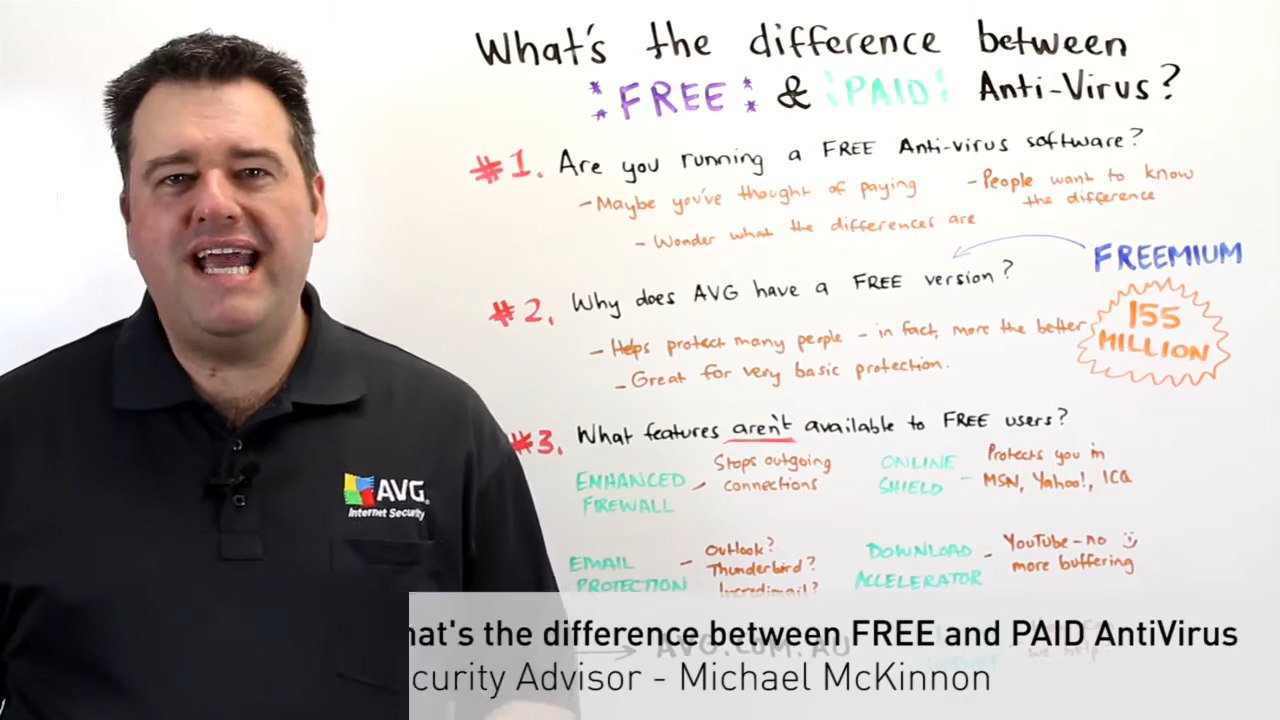 What's the difference between
FREE & PAID Anti-Virus?
#1. Are you running a FREE Anti-virus software?
- Maybe you've thought of paying
- People want to know
the difference
- Wonder what the differences are
FREEMIUM
#2. Why does AVG have a FREE version?
155
MILLION
- Helps protect many people - in fact, more the better
- Great for very basic protection.
#3. What features aren't available to FREE users?
ENHANCED
FIREWALL
- Stops outgoing
connections
ONLINE
SHIELD
- Protects you in
MSN, Yahoo!, ICQ
EMAIL
PROTECTION
- Outlook?
Thunderbird?
Incredimail?
DOWNLOAD
ACCELERATOR
- YouTube - no
more buffering
AVG.COM.AU
AVG
Internet Security
hat's the difference between FREE and PAID AntiVirus
curity Advisor - Michael McKinnon